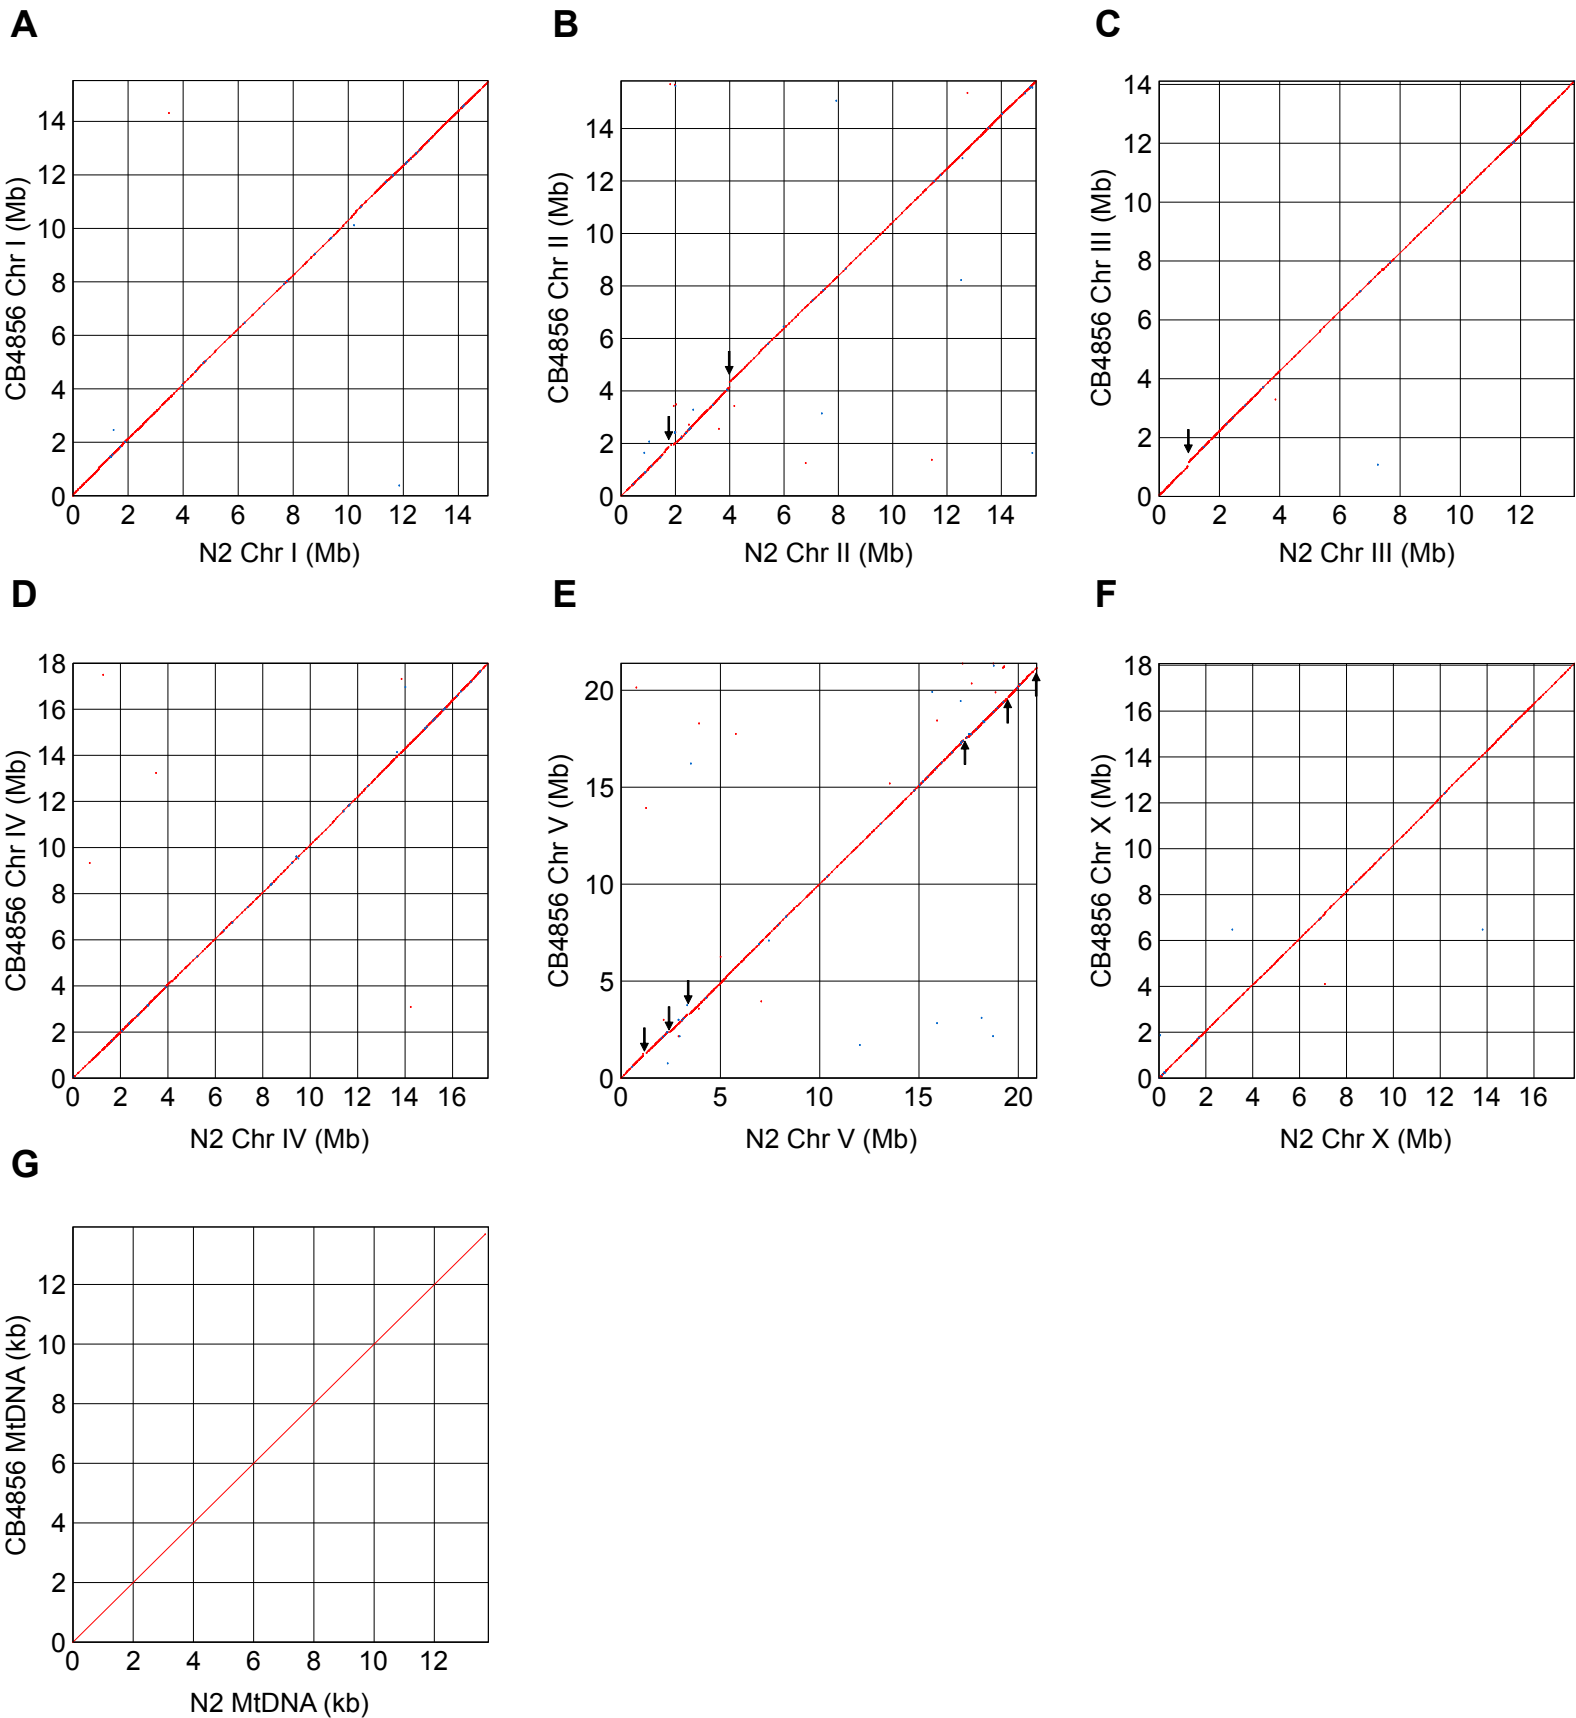 A
CB4856 Chr I (Mb)
14
12
10
8
6
4
2
0
0 2 4 6 8 10 12 14
N2 Chr I (Mb)
B
CB4856 Chr II (Mb)
14
12
10
8
6
4
2
0
0 2 4 6 8 10 12 14
N2 Chr II (Mb)
C
CB4856 Chr III (Mb)
14
12
10
8
6
4
2
0
0 2 4 6 8 10 12
N2 Chr III (Mb)
D
CB4856 Chr IV (Mb)
18
16
14
12
10
8
6
4
2
0
0 2 4 6 8 10 12 14 16
N2 Chr IV (Mb)
E
CB4856 Chr V (Mb)
20
15
10
5
0
0 5 10 15 20
N2 Chr V (Mb)
F
CB4856 Chr X (Mb)
18
16
14
12
10
8
6
4
2
0
0 2 4 6 8 10 12 14 16
N2 Chr X (Mb)
G
CB4856 MtDNA (kb)
12
10
8
6
4
2
0
0 2 4 6 8 10 12
N2 MtDNA (kb)